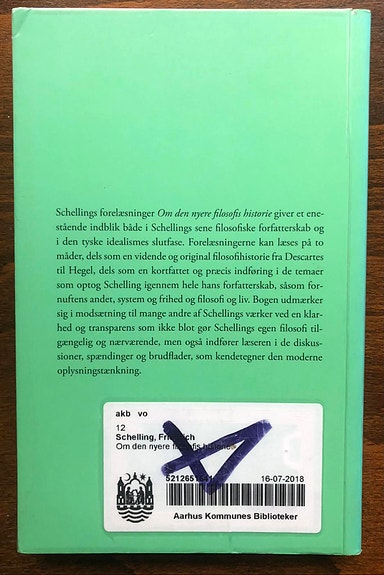 Schellings forelæsninger Om den nyere filosofis historie giver et ene-
stående indblik både i Schellings sene filosofiske forfatterskab og
i den tyske idealismes slutfase. Forelæsningerne kan læses på to
måder, dels som en vidende og original filosofihistorie fra Descartes
til Hegel, dels som en kortfattet og præcis indføring i de temaer
som optog Schelling igennem hele hans forfatterskab, såsom for-
nuftens andet, system og frihed og filosofi og liv. Bogen udmærker
sig i modsætning til mange andre af Schellings værker ved en klar-
hed og transparens som ikke blot gør Schellings egen filosofi til-
gængelig og nærværende, men også indfører læseren i de diskus-
sioner, spændinger og brudflader, som kendetegner den moderne
oplysningstænkning.
akb vo
12
Schelling,
Om den nyere historie
16-07-2018
Aarhus Kommunes Biblioteker